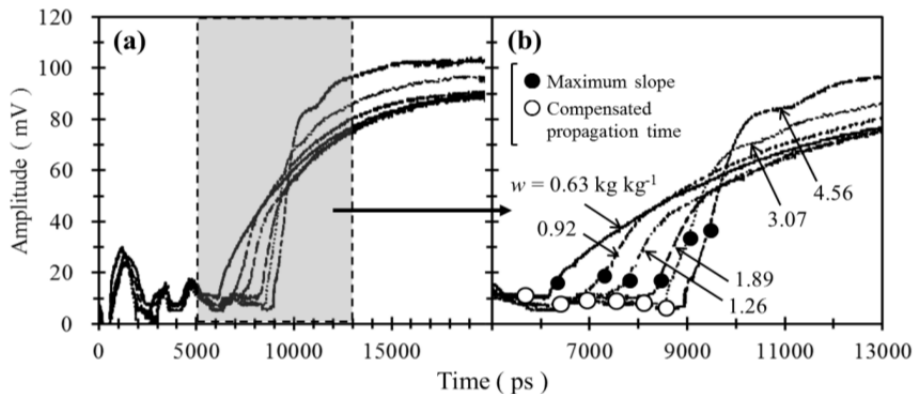 120
100
80
60
40
20
0
Amplitude ( mV )
(a)
(b)
Maximum slope
Compensated
propagation time
w = 0.63 kg kg-1
0.92
4.56
3.07
1.89
1.26
0 5000 10000 15000 7000 9000 11000 13000
Time ( ps )